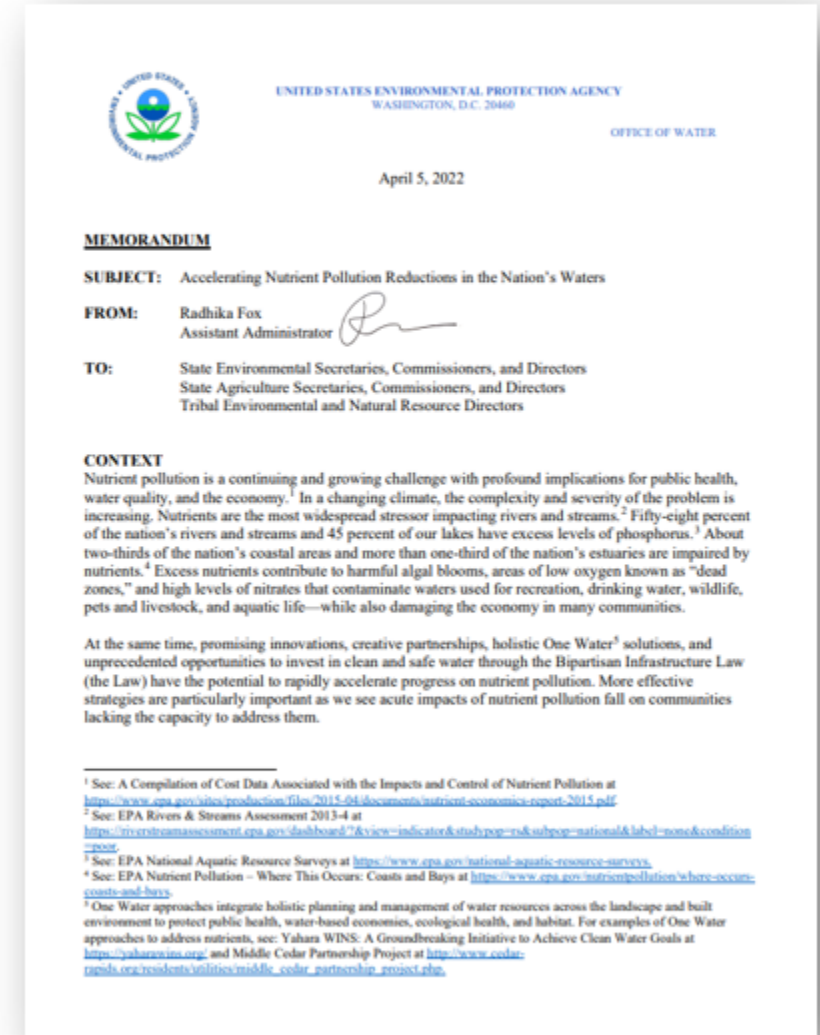 UNITED STATES
ENVIRONMENTAL PROTECTION AGENCY
UNITED STATES ENVIRONMENTAL PROTECTION AGENCY
WASHINGTON, D.C. 20460
OFFICE OF WATER
April 5, 2022
MEMORANDUM
SUBJECT: Accelerating Nutrient Pollution Reductions in the Nation's Waters
FROM: Radhika Fox
Assistant Administrator
TO: State Environmental Secretaries, Commissioners, and Directors
State Agriculture Secretaries, Commissioners, and Directors
Tribal Environmental and Natural Resource Directors
CONTEXT
Nutrient pollution is a continuing and growing challenge with profound implications for public health,
water quality, and the economy.1 In a changing climate, the complexity and severity of the problem is
increasing. Nutrients are the most widespread stressor impacting rivers and streams.2 Fifty-eight percent
of the nation's rivers and streams and 45 percent of our lakes have excess levels of phosphorus.3 About
two-thirds of the nation's coastal areas and more than one-third of the nation's estuaries are impaired by
nutrients.4 Excess nutrients contribute to harmful algal blooms, areas of low oxygen known as “dead
zones,” and high levels of nitrates that contaminate waters used for recreation, drinking water, wildlife,
pets and livestock, and aquatic life—while also damaging the economy in many communities.
At the same time, promising innovations, creative partnerships, holistic One Water5 solutions, and
unprecedented opportunities to invest in clean and safe water through the Bipartisan Infrastructure Law
(the Law) have the potential to rapidly accelerate progress on nutrient pollution. More effective
strategies are particularly important as we see acute impacts of nutrient pollution fall on communities
lacking the capacity to address them.
1 See: A Compilation of Cost Data Associated with the Impacts and Control of Nutrient Pollution at
https://www.epa.gov/sites/production/files/2015-04/documents/nutrient-economics-report-2015.pdf.
2 See: EPA Rivers & Streams Assessment 2013-4 at
https://riverstreamassessment.epa.gov/dashboard/?&view=indicator&studypop=rs&subpop=national&label=none&condition
=poor.
3 See: EPA National Aquatic Resource Surveys at https://www.epa.gov/national-aquatic-resource-surveys.
4 See: EPA Nutrient Pollution – Where This Occurs: Coasts and Bays at https://www.epa.gov/nutrientpollution/where-occurs-
coasts-and-bays.
5 One Water approaches integrate holistic planning and management of water resources across the landscape and built
environment to protect public health, water-based economies, ecological health, and habitat. For examples of One Water
approaches to address nutrients, see: Yahara WINS: A Groundbreaking Initiative to Achieve Clean Water Goals at
https://yaharawins.org/ and Middle Cedar Partnership Project at http://www.cedar-
rapids.org/residents/utilities/middle_cedar_partnership_project.php.